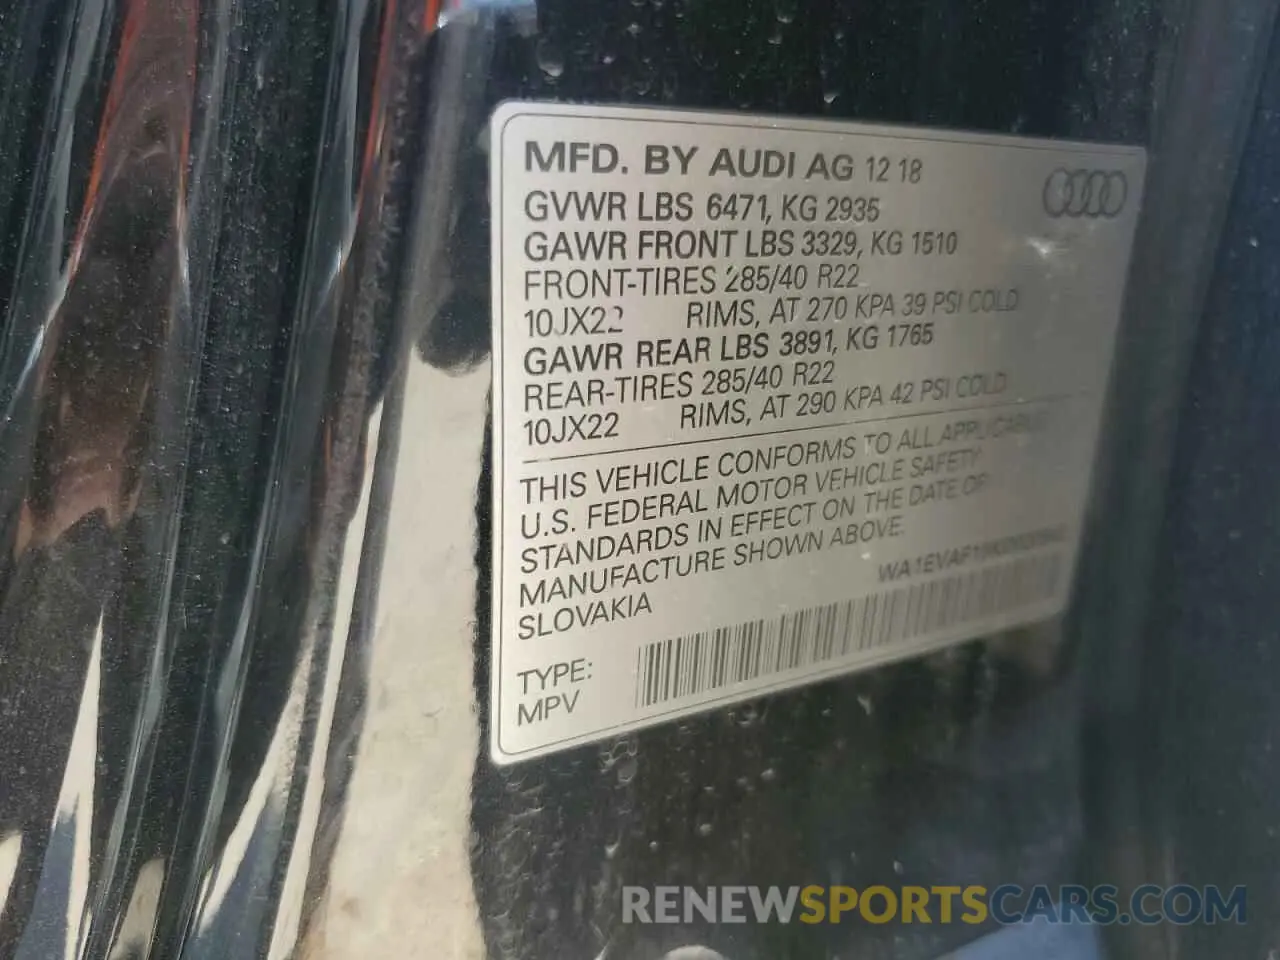 MFD. BY AUDI AG 12 18
GVWR LBS 6471, KG 2935
GAWR FRONT LBS 3329, KG 1510
FRONT-TIRES 285/40 R22
10JX22 RIMS, AT 270 KPA 39 PSI COLD
GAWR REAR LBS 3891, KG 1765
REAR-TIRES 285/40 R22
10JX22 RIMS, AT 290 KPA 42 PSI COLD
THIS VEHICLE CONFORMS TO ALL APPLICABLE
U.S. FEDERAL MOTOR VEHICLE SAFETY
STANDARDS IN EFFECT ON THE DATE OF
MANUFACTURE SHOWN ABOVE.
SLOVAKIA
TYPE:
MPV
RENEWSPORTSCARS.COM